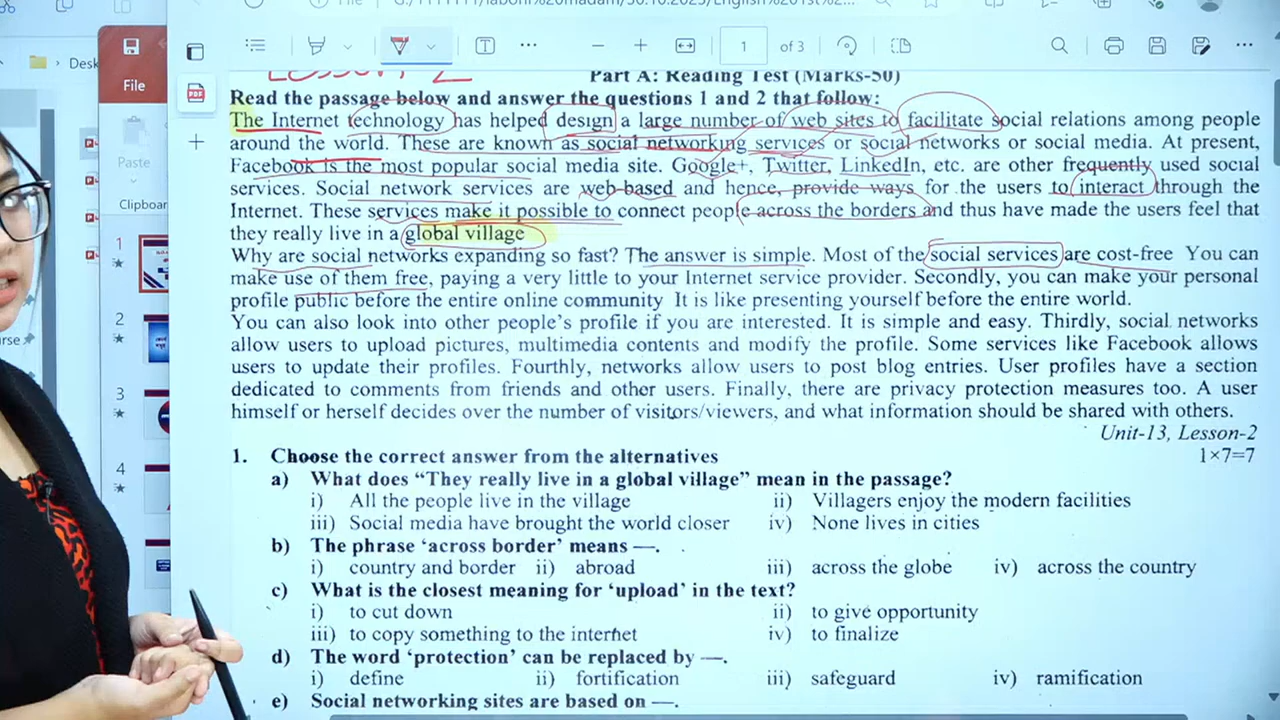 File
G:/1111111/laboni%20madam/30.10.2023/English%201st%2...
1 of 3
Desk
File
Paste
Clipboar
1
2
3
4
LESSON-2
Part A: Reading Test (Marks-50)
Read the passage below and answer the questions 1 and 2 that follow:
The Internet technology has helped design a large number of web sites to facilitate social relations among people
around the world. These are known as social networking services or social networks or social media. At present,
Facebook is the most popular social media site. Google+, Twitter, LinkedIn, etc. are other frequently used social
services. Social network services are web-based and hence, provide ways for the users to interact through the
Internet. These services make it possible to connect people across the borders and thus have made the users feel that
they really live in a global village
Why are social networks expanding so fast? The answer is simple. Most of the social services are cost-free You can
make use of them free, paying a very little to your Internet service provider. Secondly, you can make your personal
profile public before the entire online community It is like presenting yourself before the entire world.
You can also look into other people's profile if you are interested. It is simple and easy. Thirdly, social networks
allow users to upload pictures, multimedia contents and modify the profile. Some services like Facebook allows
users to update their profiles. Fourthly, networks allow users to post blog entries. User profiles have a section
dedicated to comments from friends and other users. Finally, there are privacy protection measures too. A user
himself or herself decides over the number of visitors/viewers, and what information should be shared with others.
Unit-13, Lesson-2
1. Choose the correct answer from the alternatives 1×7=7
a) What does “They really live in a global village” mean in the passage?
i) All the people live in the village ii) Villagers enjoy the modern facilities
iii) Social media have brought the world closer iv) None lives in cities
b) The phrase ‘across border’ means —.
i) country and border ii) abroad iii) across the globe iv) across the country
c) What is the closest meaning for ‘upload’ in the text?
i) to cut down ii) to give opportunity
iii) to copy something to the internet iv) to finalize
d) The word ‘protection’ can be replaced by —.
i) define ii) fortification iii) safeguard iv) ramification
e) Social networking sites are based on —.